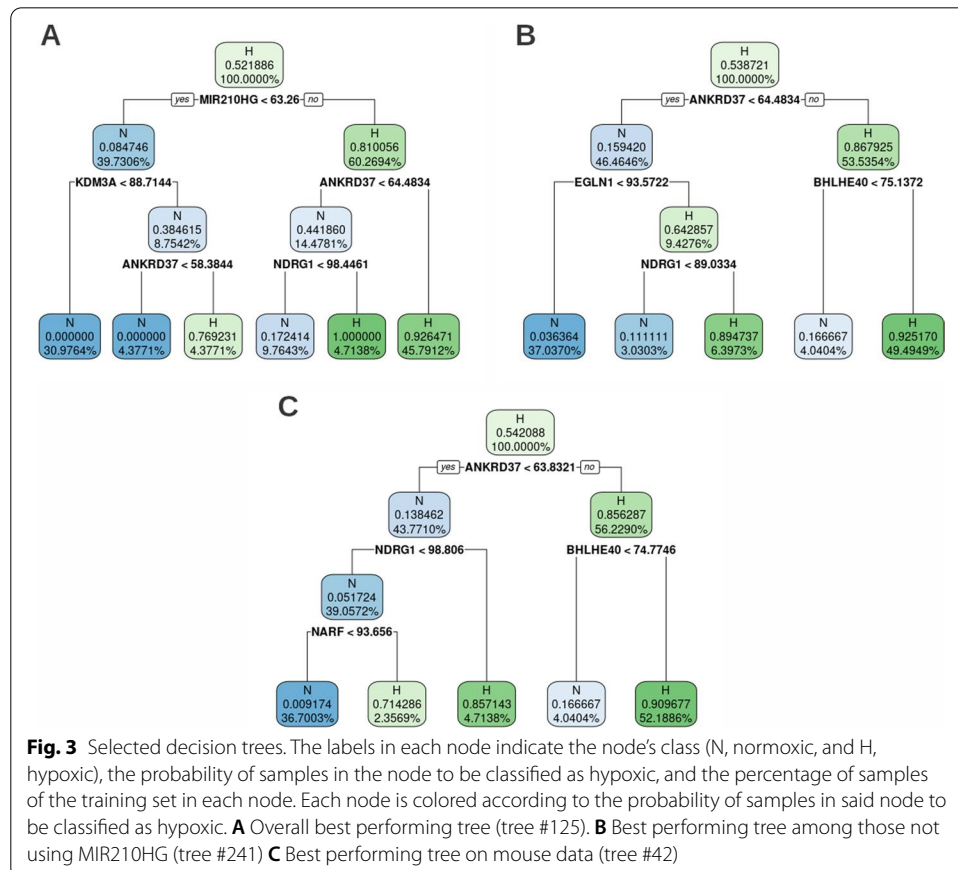 A
H
0.521886
100.0000%
yes MIR210HG < 63.26 no
N
0.084746
39.7306%
H
0.810056
60.2694%
KDM3A < 88.7144
ANKRD37 < 64.4834
N
0.384615
8.7542%
N
0.441860
14.4781%
ANKRD37 < 58.3844
NDRG1 < 98.4461
N
0.000000
30.9764%
N
0.000000
4.3771%
H
0.769231
4.3771%
N
0.172414
9.7643%
H
1.000000
4.7138%
H
0.926471
45.7912%
B
H
0.538721
100.0000%
yes ANKRD37 < 64.4834 no
N
0.159420
46.4646%
H
0.867925
53.5354%
EGLN1 < 93.5722
BHLHE40 < 75.1372
H
0.642857
9.4276%
NDRG1 < 89.0334
N
0.036364
37.0370%
N
0.111111
3.0303%
H
0.894737
6.3973%
N
0.166667
4.0404%
H
0.925170
49.4949%
C
H
0.542088
100.0000%
yes ANKRD37 < 63.8321 no
N
0.138462
43.7710%
H
0.856287
56.2290%
NDRG1 < 98.806
BHLHE40 < 74.7746
N
0.051724
39.0572%
NARF < 93.656
N
0.009174
36.7003%
H
0.714286
2.3569%
H
0.857143
4.7138%
N
0.166667
4.0404%
H
0.909677
52.1886%
Fig. 3 Selected decision trees. The labels in each node indicate the node's class (N, normoxic, and H,
hypoxic), the probability of samples in the node to be classified as hypoxic, and the percentage of samples
of the training set in each node. Each node is colored according to the probability of samples in said node to
be classified as hypoxic. A Overall best performing tree (tree #125). B Best performing tree among those not
using MIR210HG (tree #241) C Best performing tree on mouse data (tree #42)